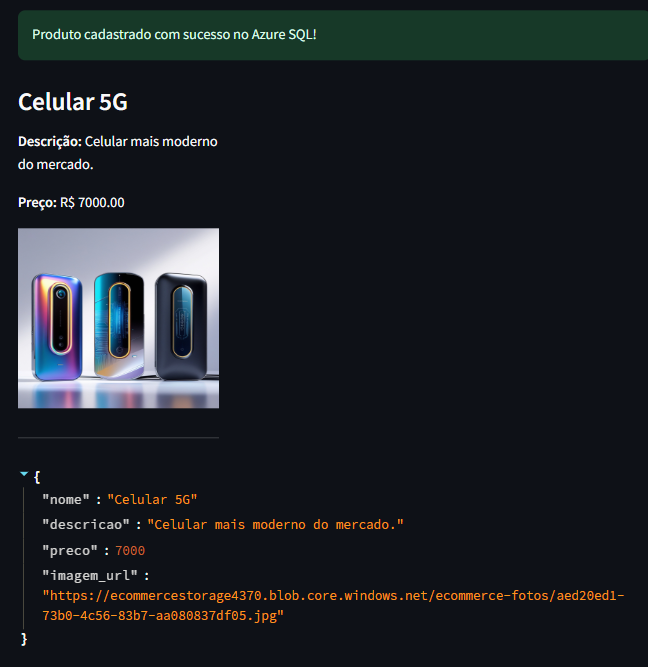 Produto cadastrado com sucesso no Azure SQL!
Celular 5G
Descrição: Celular mais moderno
do mercado.
Preço: R$ 7000.00
{
"nome" : "Celular 5G"
"descricao" : "Celular mais moderno do mercado."
"preco" : 7000
"imagem_url" :
"https://ecommercestorage4370.blob.core.windows.net/ecommerce-fotos/aed20ed1-
73b0-4c56-83b7-aa080837df05.jpg"
}